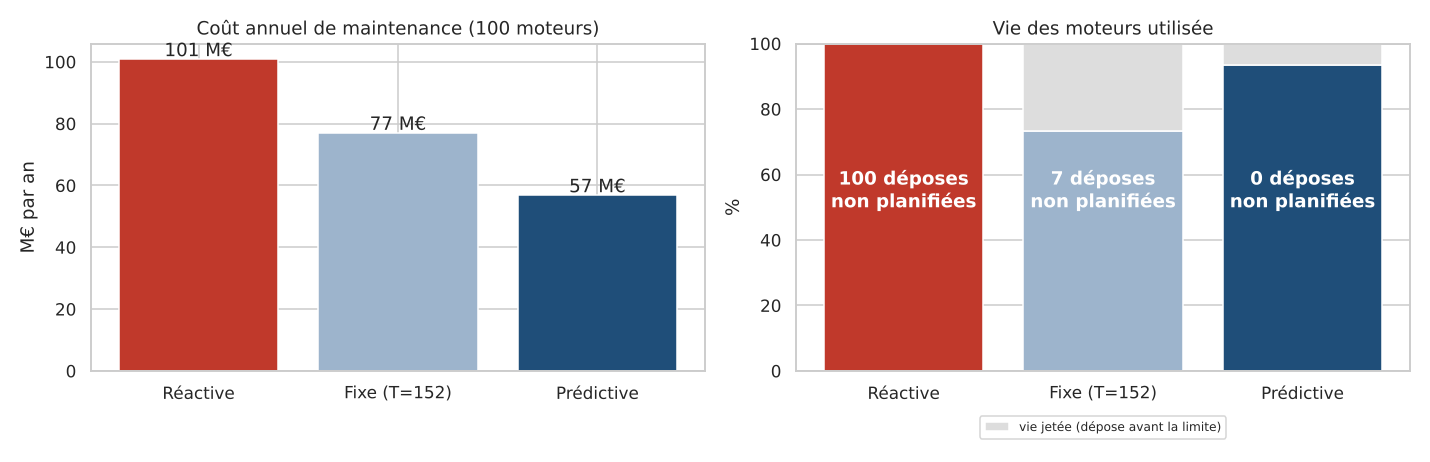 Coût annuel de maintenance (100 moteurs)
M€ par an
100
80
60
40
20
0
101 M€
77 M€
57 M€
Réactive
Fixe (T=152)
Prédictive
Vie des moteurs utilisée
%
100
80
60
40
20
0
100 déposes
non planifiées
7 déposes
non planifiées
0 déposes
non planifiées
Réactive
Fixe (T=152)
Prédictive
vie jetée (dépose avant la limite)